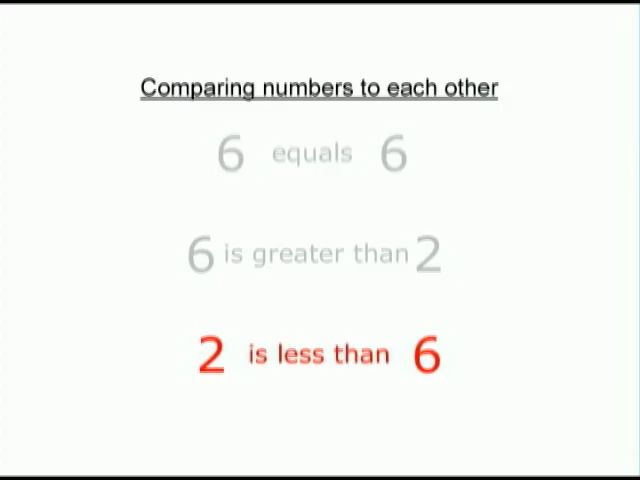 Comparing numbers to each other
6 equals 6
6 is greater than 2
2 is less than 6